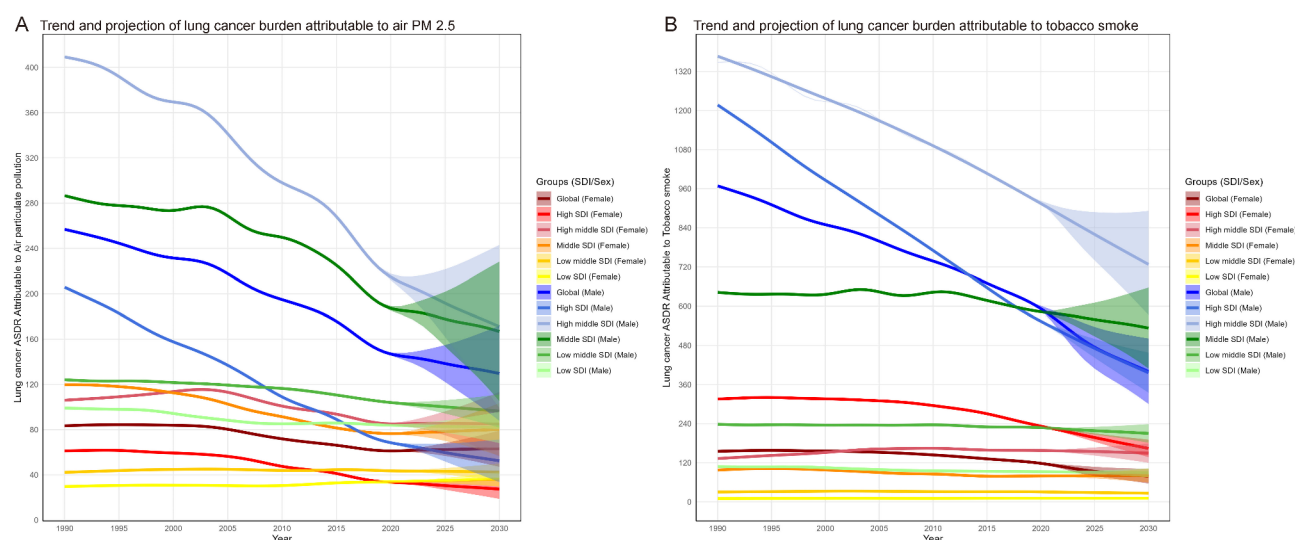 A Trend and projection of lung cancer burden attributable to air PM 2.5
Lung cancer ASDR Attributable to Air particulate pollution
400
360
320
280
240
200
160
120
80
40
0
1990 1995 2000 2005 2010 2015 2020 2025 2030
Year
Groups (SDI/Sex)
Global (Female)
High SDI (Female)
High middle SDI (Female)
Middle SDI (Female)
Low middle SDI (Female)
Low SDI (Female)
Global (Male)
High SDI (Male)
High middle SDI (Male)
Middle SDI (Male)
Low middle SDI (Male)
Low SDI (Male)
B Trend and projection of lung cancer burden attributable to tobacco smoke
Lung cancer ASDR Attributable to Tobacco smoke
1320
1200
1080
960
840
720
600
480
360
240
120
0
1990 1995 2000 2005 2010 2015 2020 2025 2030
Year
Groups (SDI/Sex)
Global (Female)
High SDI (Female)
High middle SDI (Female)
Middle SDI (Female)
Low middle SDI (Female)
Low SDI (Female)
Global (Male)
High SDI (Male)
High middle SDI (Male)
Middle SDI (Male)
Low middle SDI (Male)
Low SDI (Male)